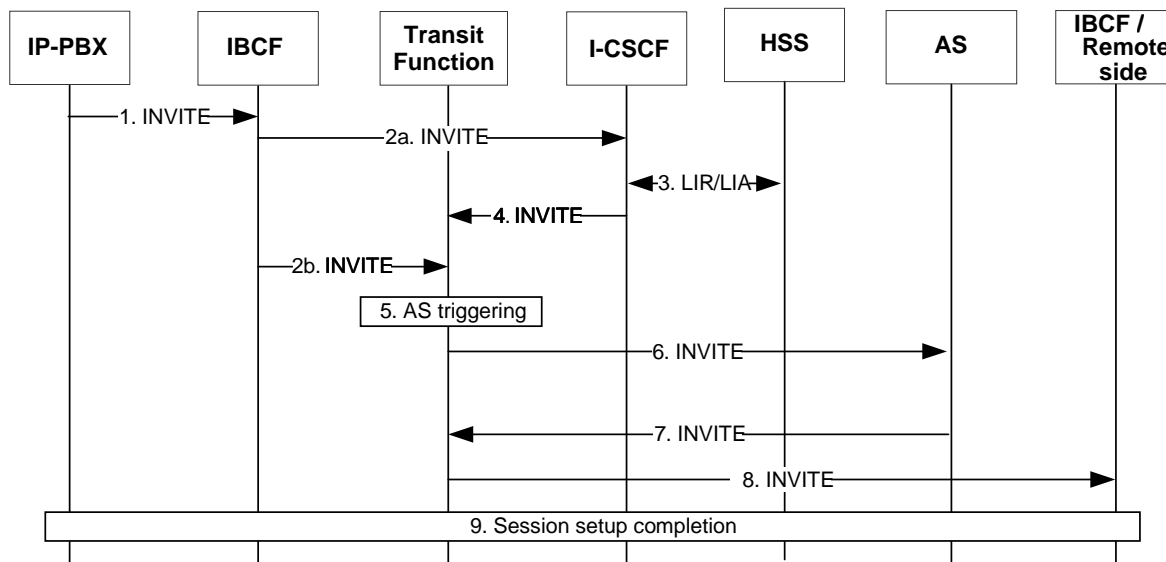 IP-PBX
IBCF
Transit
Function
I-CSCF
HSS
AS
IBCF /
Remote
side
1. INVITE
2a. INVITE
3. LIR/LIA
4. INVITE
2b. INVITE
5. AS triggering
6. INVITE
7. INVITE
8. INVITE
9. Session setup completion